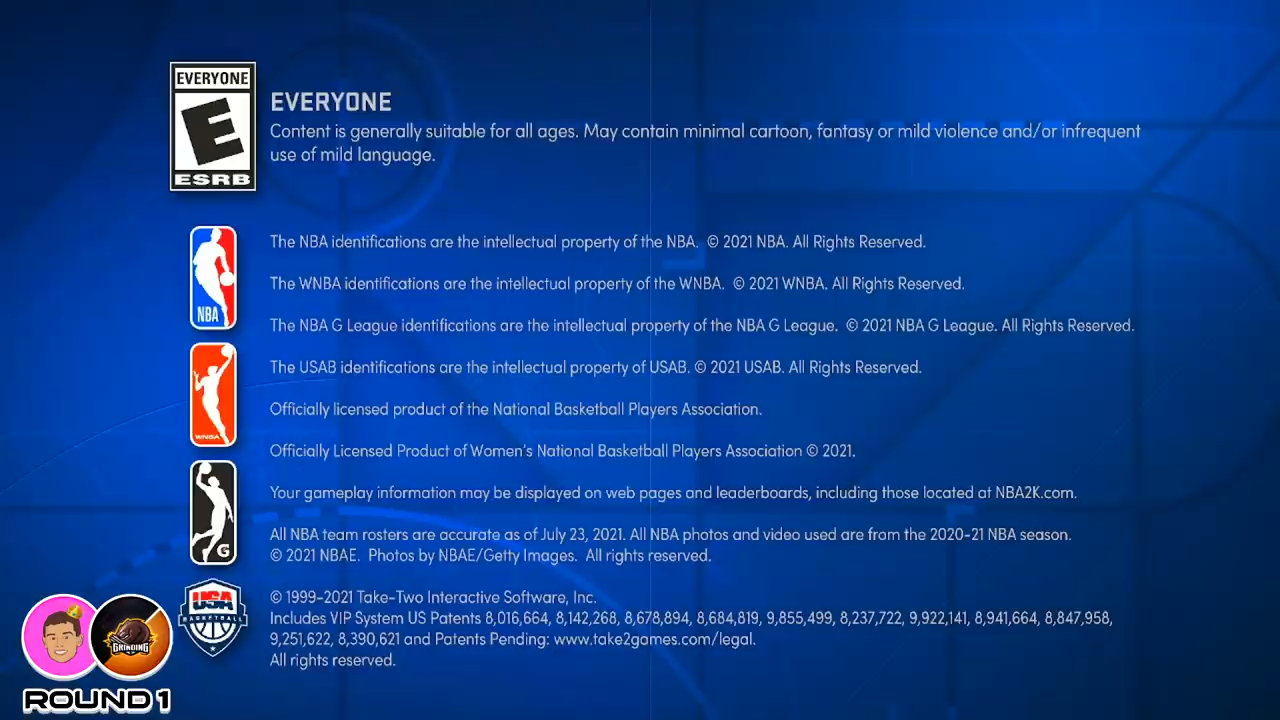 EVERYONE
E
ESRB
EVERYONE
Content is generally suitable for all ages. May contain minimal cartoon, fantasy or mild violence and/or infrequent
use of mild language.
NBA
The NBA identifications are the intellectual property of the NBA. © 2021 NBA. All Rights Reserved.
The WNBA identifications are the intellectual property of the WNBA. © 2021 WNBA. All Rights Reserved.
The NBA G League identifications are the intellectual property of the NBA G League. © 2021 NBA G League. All Rights Reserved.
WNBA
The USAB identifications are the intellectual property of USAB. © 2021 USAB. All Rights Reserved.
Officially licensed product of the National Basketball Players Association.
Officially Licensed Product of Women's National Basketball Players Association © 2021.
G
Your gameplay information may be displayed on web pages and leaderboards, including those located at NBA2K.com.
All NBA team rosters are accurate as of July 23, 2021. All NBA photos and video used are from the 2020-21 NBA season.
© 2021 NBAE. Photos by NBAE/Getty Images. All rights reserved.
USA
BASKETBALL
© 1999-2021 Take-Two Interactive Software, Inc.
Includes VIP System US Patents 8,016,664, 8,142,268, 8,678,894, 8,684,819, 9,855,499, 8,237,722, 9,922,141, 8,941,664, 8,847,958,
9,251,622, 8,390,621 and Patents Pending: www.take2games.com/legal.
All rights reserved.
GRINDING
ROUND 1